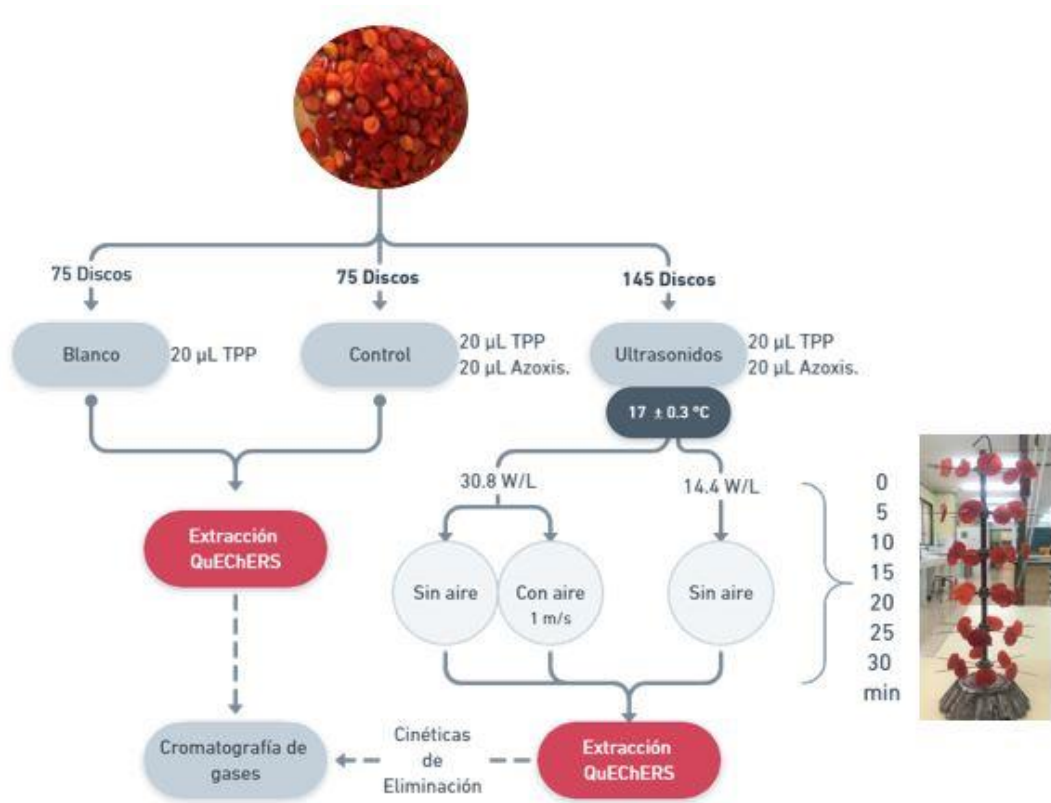 75 Discos
75 Discos
145 Discos
Blanco
20 µL TPP
Control
20 µL TPP
20 µL Azoxis.
Ultrasonidos
20 µL TPP
20 µL Azoxis.
17 ± 0.3 ºC
30.8 W/L
14.4 W/L
Extracción
QuEChERS
Sin aire
Con aire
1 m/s
Sin aire
0
5
10
15
20
25
30
min
Cromatografía de
gases
Cinéticas
de
Eliminación
Extracción
QuEChERS